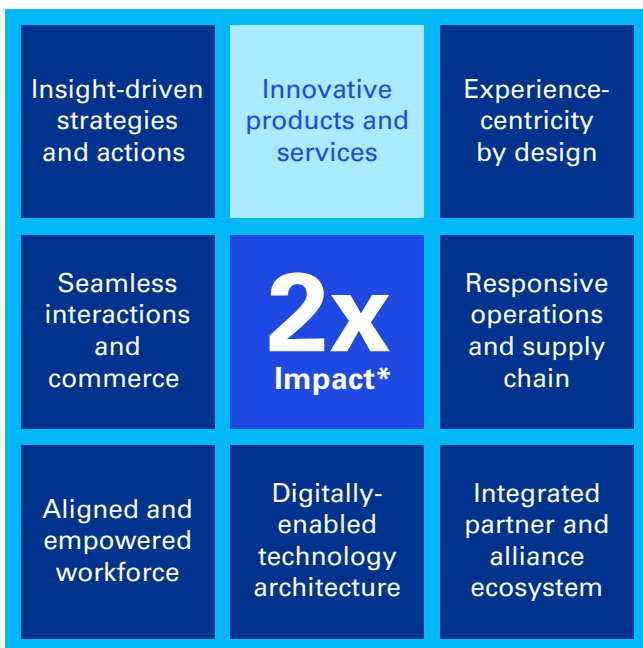 Insight-driven
strategies
and actions
Innovative
products and
services
Experience-
centricity
by design
Seamless
interactions
and
commerce
2x
Impact*
Responsive
operations
and supply
chain
Aligned and
empowered
workforce
Digitally-
enabled
technology
architecture
Integrated
partner and
alliance
ecosystem